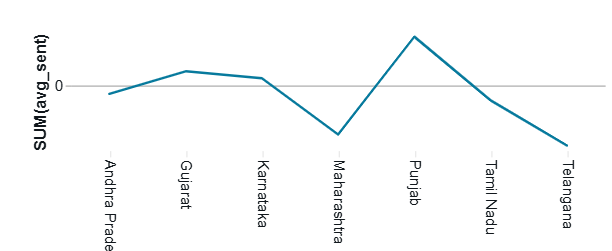 SUM(avg_sent)
0
Andhra Prade
Gujarat
Karnataka
Maharashtra
Punjab
Tamil Nadu
Telangana